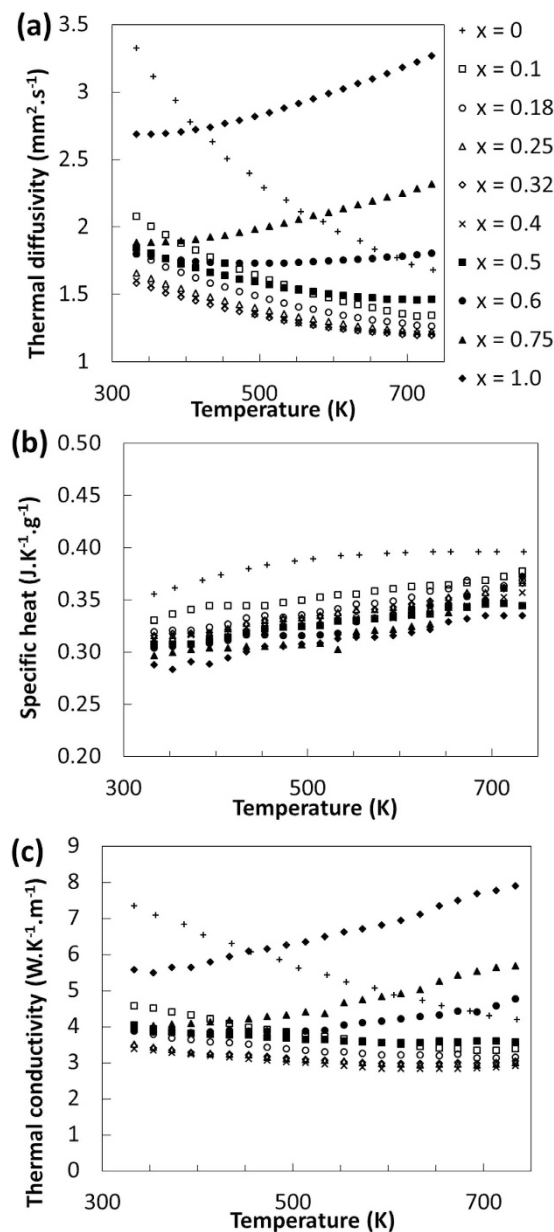 (a)
3.5
3
2.5
2
1.5
1
300
500
700
Thermal diffusivity (mm².s⁻¹)
Temperature (K)
x = 0
x = 0.1
x = 0.18
x = 0.25
x = 0.32
x = 0.4
x = 0.5
x = 0.6
x = 0.75
x = 1.0
(b)
0.50
0.45
0.40
0.35
0.30
0.25
0.20
300
500
700
Specific heat (J.K⁻¹.g⁻¹)
Temperature (K)
(c)
9
8
7
6
5
4
3
2
1
0
300
500
700
Thermal conductivity (W.K⁻¹.m⁻¹)
Temperature (K)